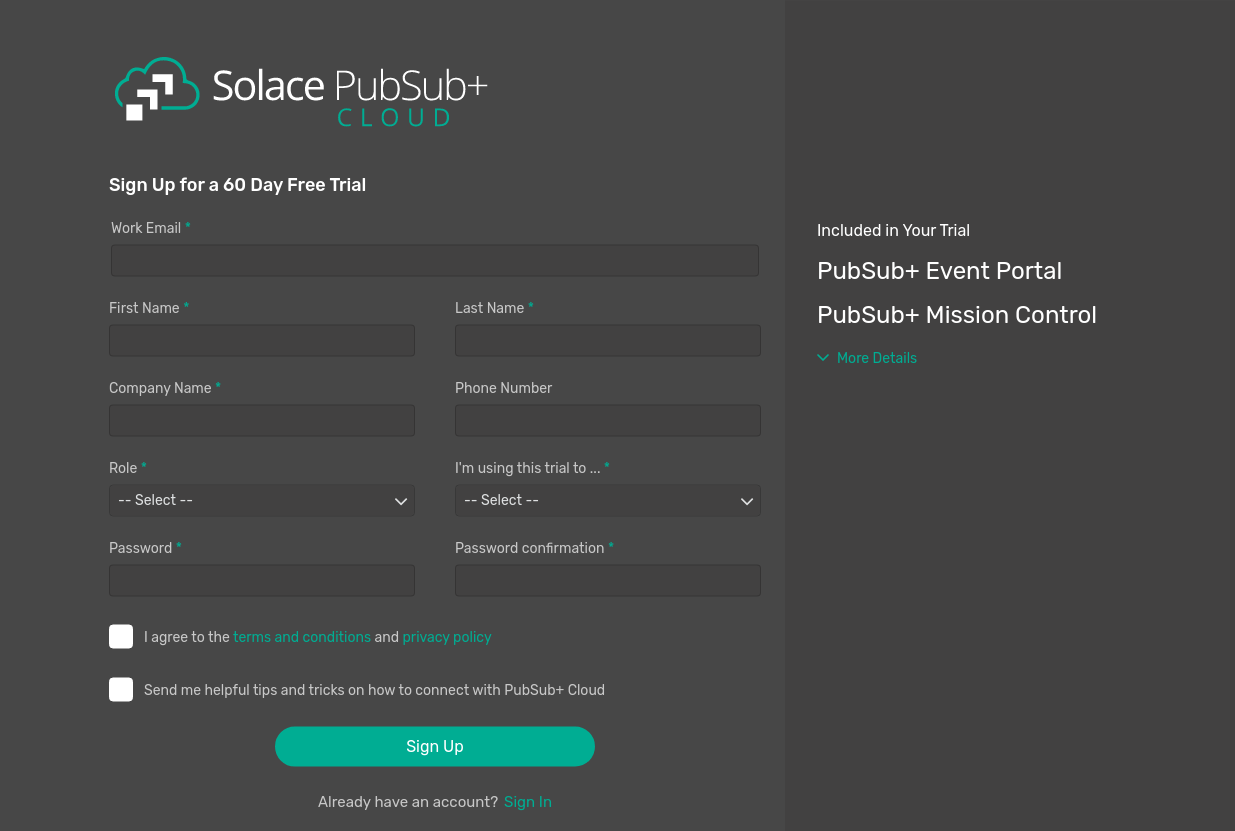 Solace PubSub+
CLOUD
Sign Up for a 60 Day Free Trial
Work Email *
First Name *
Last Name *
Company Name *
Phone Number
Role *
I'm using this trial to ... *
-- Select --
-- Select --
Password *
Password confirmation *
I agree to the terms and conditions and privacy policy
Send me helpful tips and tricks on how to connect with PubSub+ Cloud
Sign Up
Already have an account? Sign In
Included in Your Trial
PubSub+ Event Portal
PubSub+ Mission Control
More Details